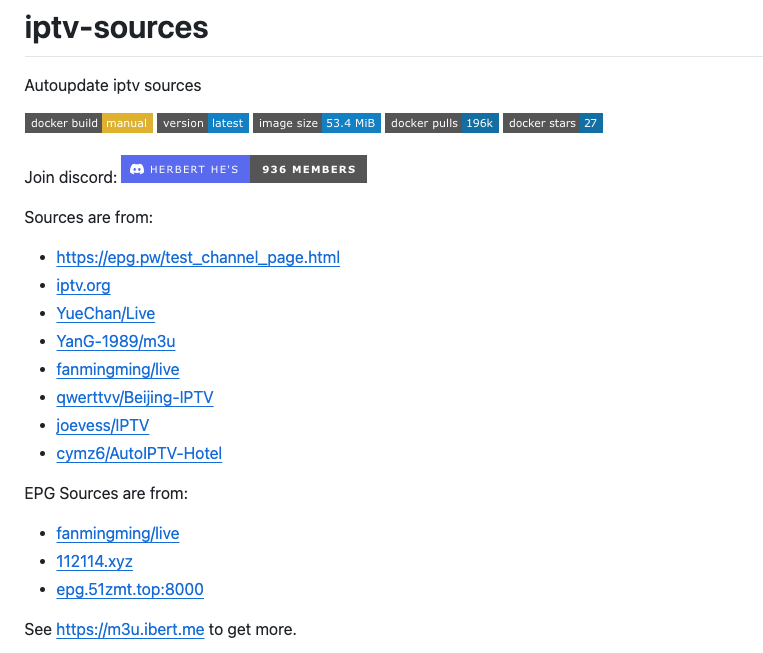 iptv-sources
Autoupdate iptv sources
docker build manual version latest image size 53.4 MiB docker pulls 196k docker stars 27
Join discord: HERBERT HE'S 936 MEMBERS
Sources are from:
• https://epg.pw/test_channel_page.html
• iptv.org
• YueChan/Live
• YanG-1989/m3u
• fanmingming/live
• qwerttvv/Beijing-IPTV
• joevess/IPTV
• cymz6/AutoIPTV-Hotel
EPG Sources are from:
• fanmingming/live
• 112114.xyz
• epg.51zmt.top:8000
See https://m3u.ibert.me to get more.